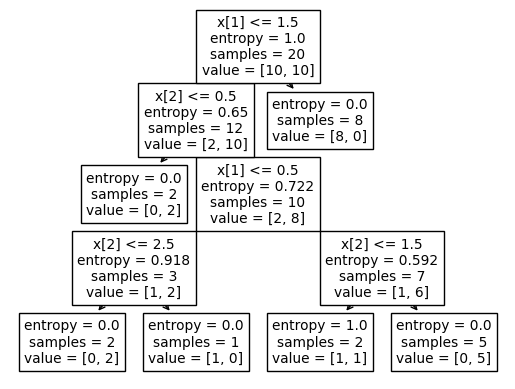 x[1] <= 1.5
entropy = 1.0
samples = 20
value = [10, 10]
x[2] <= 0.5
entropy = 0.65
samples = 12
value = [2, 10]
entropy = 0.0
samples = 8
value = [8, 0]
entropy = 0.0
samples = 2
value = [0, 2]
x[1] <= 0.5
entropy = 0.722
samples = 10
value = [2, 8]
x[2] <= 2.5
entropy = 0.918
samples = 3
value = [1, 2]
x[2] <= 1.5
entropy = 0.592
samples = 7
value = [1, 6]
entropy = 0.0
samples = 2
value = [0, 2]
entropy = 0.0
samples = 1
value = [1, 0]
entropy = 1.0
samples = 2
value = [1, 1]
entropy = 0.0
samples = 5
value = [0, 5]